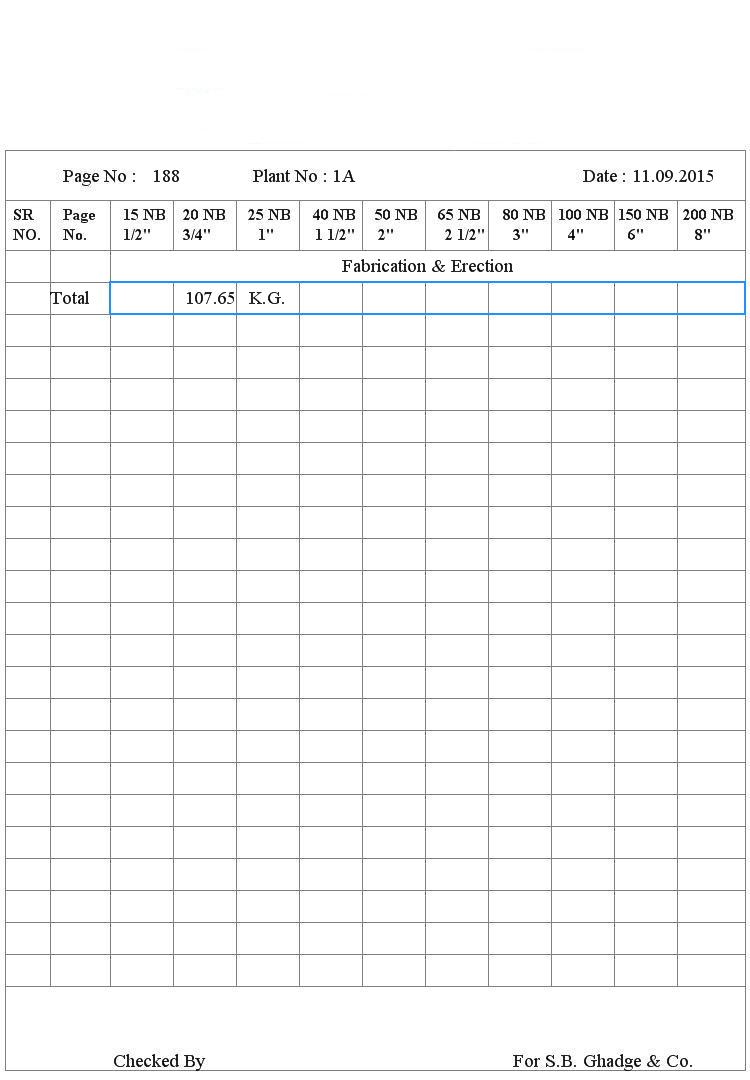 Page No : 188 Plant No : 1A Date : 11.09.2015
SR Page 15 NB 20 NB 25 NB 40 NB 50 NB 65 NB 80 NB 100 NB 150 NB 200 NB
NO. No. 1/2" 3/4" 1" 1 1/2" 2" 2 1/2" 3" 4" 6" 8"
Fabrication & Erection
Total 107.65 K.G.
Checked By For S.B. Ghadge & Co.